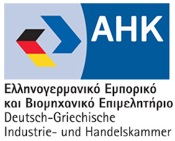 AHK
Ελληνογερμανικό Εμπορικό
και Βιομηχανικό Επιμελητήριο
Deutsch-Griechische
Industrie- und Handelskammer